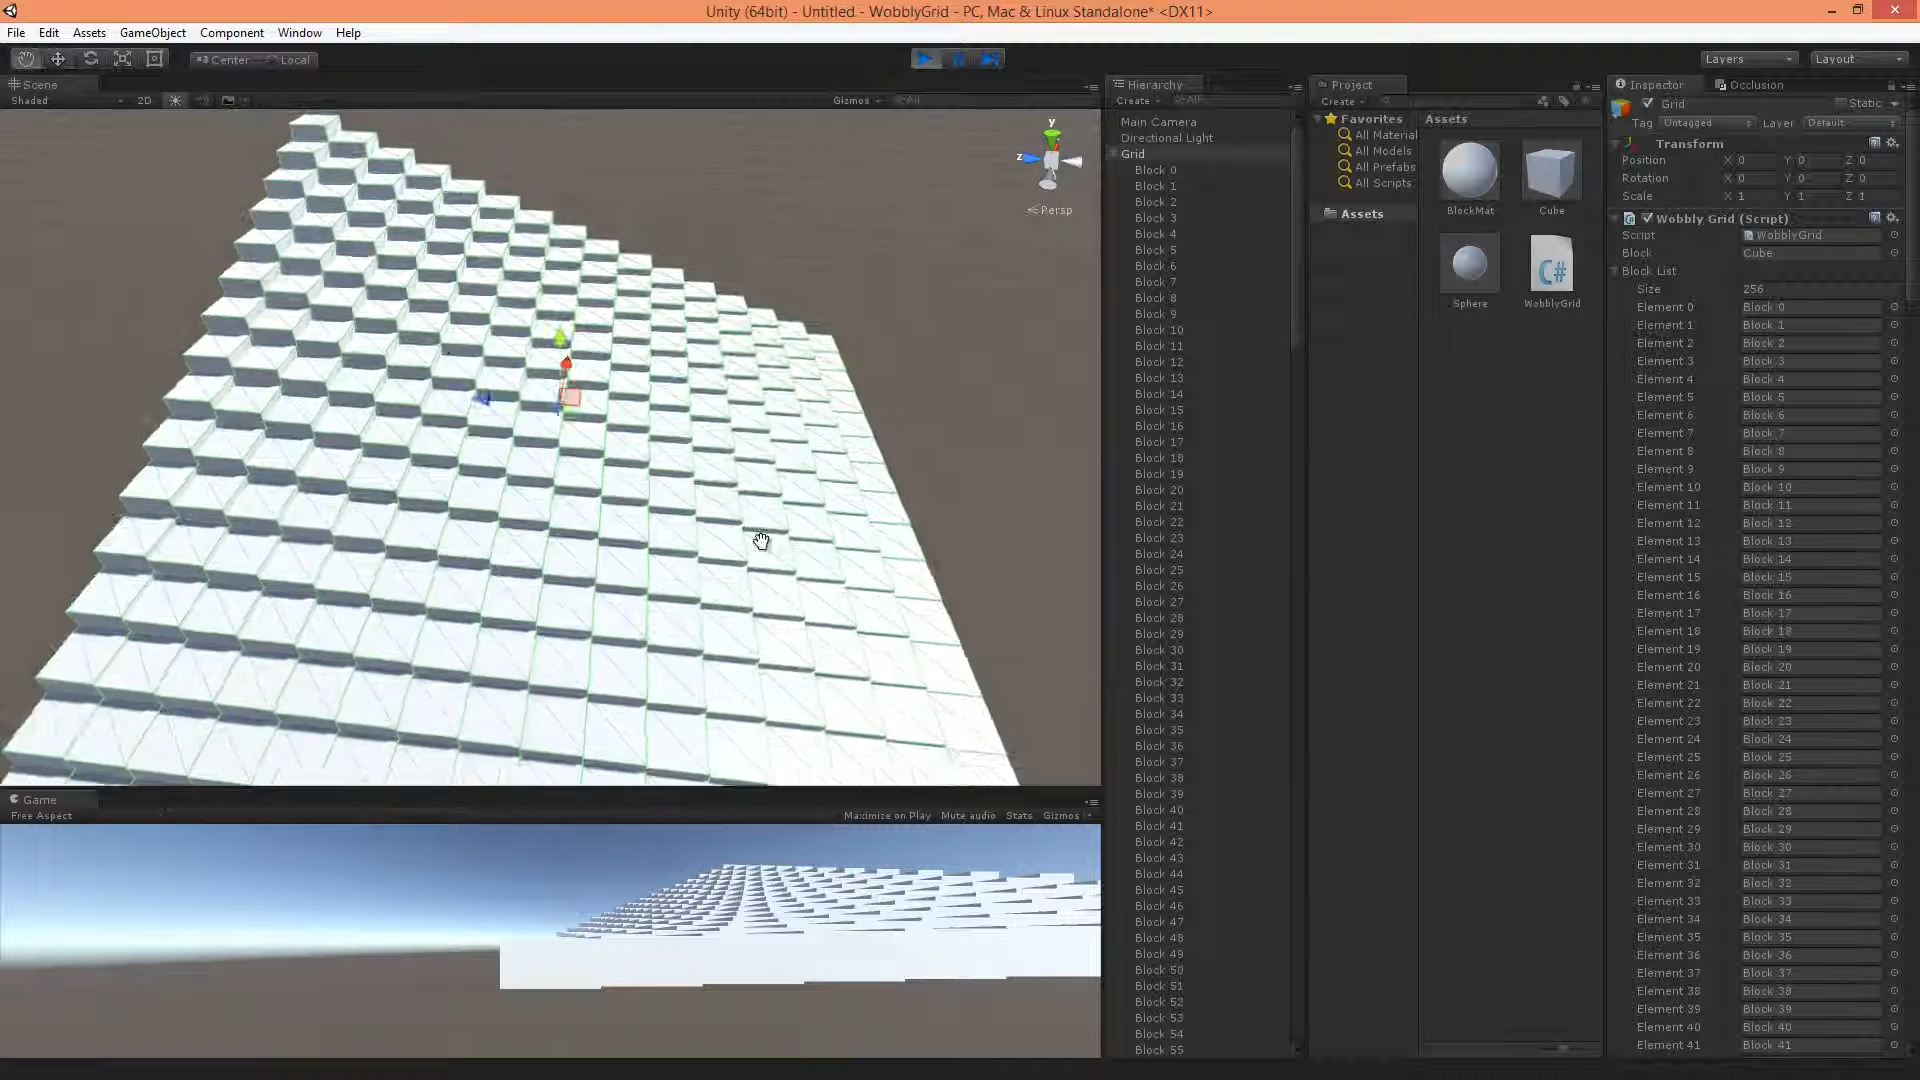 Unity (64bit) - Untitled - WobblyGrid - PC, Mac & Linux Standalone* <DX11>
File Edit Assets GameObject Component Window Help
Center Local Layers Layout
Scene
Shaded 2D Gizmos All
y
z
Persp
Game
Free Aspect Maximize on Play Mute audio Stats Gizmos
Hierarchy
Create All
Main Camera
Directional Light
Grid
Block 0
Block 1
Block 2
Block 3
Block 4
Block 5
Block 6
Block 7
Block 8
Block 9
Block 10
Block 11
Block 12
Block 13
Block 14
Block 15
Block 16
Block 17
Block 18
Block 19
Block 20
Block 21
Block 22
Block 23
Block 24
Block 25
Block 26
Block 27
Block 28
Block 29
Block 30
Block 31
Block 32
Block 33
Block 34
Block 35
Block 36
Block 37
Block 38
Block 39
Block 40
Block 41
Block 42
Block 43
Block 44
Block 45
Block 46
Block 47
Block 48
Block 49
Block 50
Block 51
Block 52
Block 53
Block 54
Block 55
Project
Create
Favorites
All Material
All Models
All Prefabs
All Scripts
Assets
Assets
BlockMat Cube
C#
Sphere WobblyGrid
Inspector Occlusion
Grid Static
Tag Untagged Layer Default
Transform
Position X 0 Y 0 Z 0
Rotation X 0 Y 0 Z 0
Scale X 1 Y 1 Z 1
Wobbly Grid (Script)
Script WobblyGrid
Block Cube
Block List
Size 256
Element 0 Block 0
Element 1 Block 1
Element 2 Block 2
Element 3 Block 3
Element 4 Block 4
Element 5 Block 5
Element 6 Block 6
Element 7 Block 7
Element 8 Block 8
Element 9 Block 9
Element 10 Block 10
Element 11 Block 11
Element 12 Block 12
Element 13 Block 13
Element 14 Block 14
Element 15 Block 15
Element 16 Block 16
Element 17 Block 17
Element 18 Block 18
Element 19 Block 19
Element 20 Block 20
Element 21 Block 21
Element 22 Block 22
Element 23 Block 23
Element 24 Block 24
Element 25 Block 25
Element 26 Block 26
Element 27 Block 27
Element 28 Block 28
Element 29 Block 29
Element 30 Block 30
Element 31 Block 31
Element 32 Block 32
Element 33 Block 33
Element 34 Block 34
Element 35 Block 35
Element 36 Block 36
Element 37 Block 37
Element 38 Block 38
Element 39 Block 39
Element 40 Block 40
Element 41 Block 41